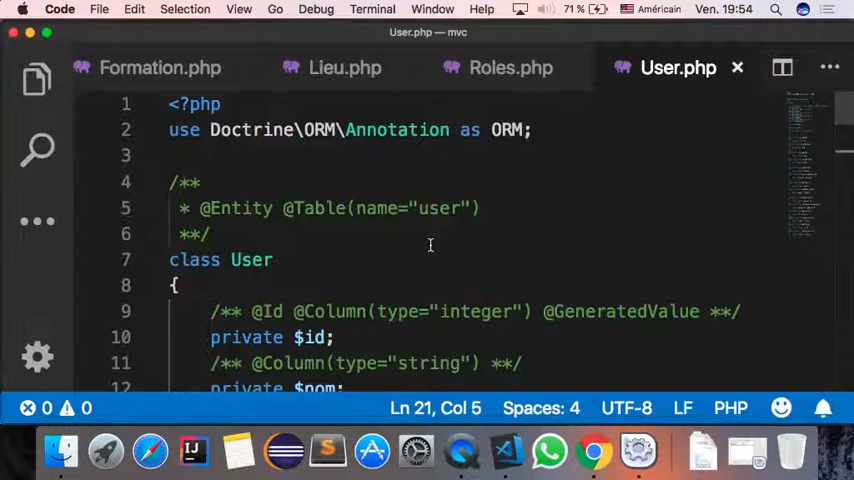 Code File Edit Selection View Go Debug Terminal Window Help 71 % Américain Ven. 19:54
User.php — mvc
Formation.php Lieu.php Roles.php User.php
1 <?php
2 use Doctrine\ORM\Annotation as ORM;
3
4 /**
5 * @Entity @Table(name="user")
6 **/
7 class User
8 {
9 /** @Id @Column(type="integer") @GeneratedValue **/
10 private $id;
11 /** @Column(type="string") **/
12 private $nom;
0 0 Ln 21, Col 5 Spaces: 4 UTF-8 LF PHP